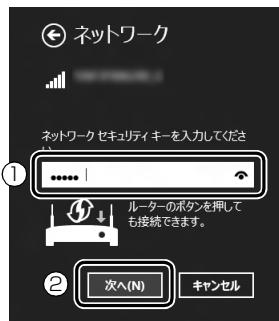 ネットワーク
ネットワーク セキュリティ キーを入力してくださ
い
①
•••••
ルーターのボタンを押して
も接続できます。
②
次へ(N)
キャンセル